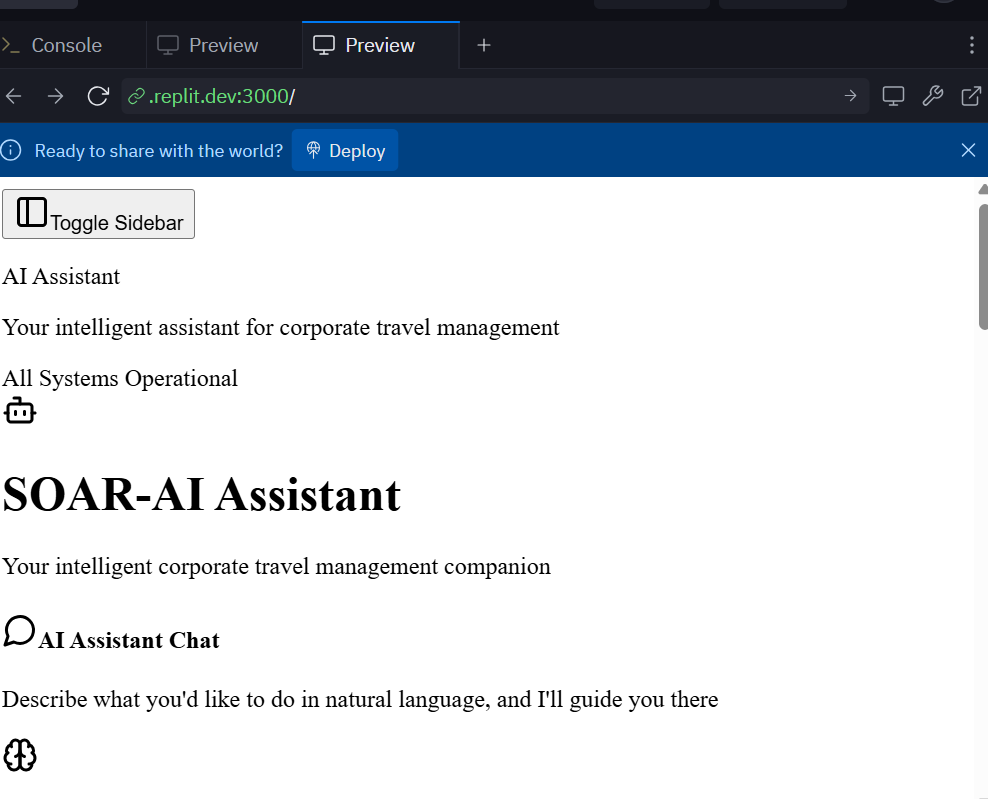 Console
Preview
Preview
.replit.dev:3000/
Ready to share with the world?
Deploy
Toggle Sidebar
AI Assistant
Your intelligent assistant for corporate travel management
All Systems Operational
SOAR-AI Assistant
Your intelligent corporate travel management companion
AI Assistant Chat
Describe what you'd like to do in natural language, and I'll guide you there